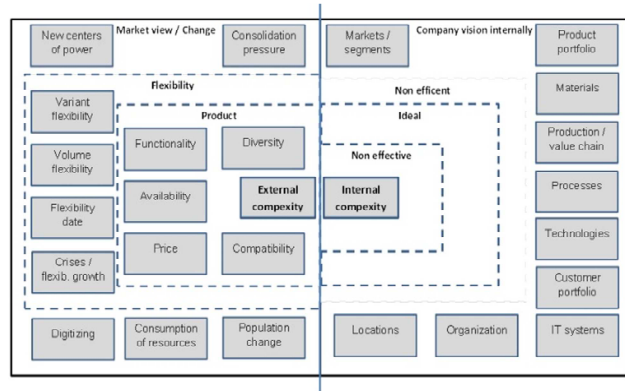 New centers
of power
Market view / Change
Consolidation
pressure
Markets /
segments
Company vision internally
Product
portfolio
Flexibility
Non efficent
Materials
Variant
flexibility
Product
Ideal
Functionality
Diversity
Production /
value chain
Volume
flexibility
Non effective
Availability
External
compexity
Internal
compexity
Processes
Flexibility
date
Technologies
Price
Compatibility
Crises /
flexib. growth
Customer
portfolio
Digitizing
Consumption
of resources
Population
change
Locations
Organization
IT systems